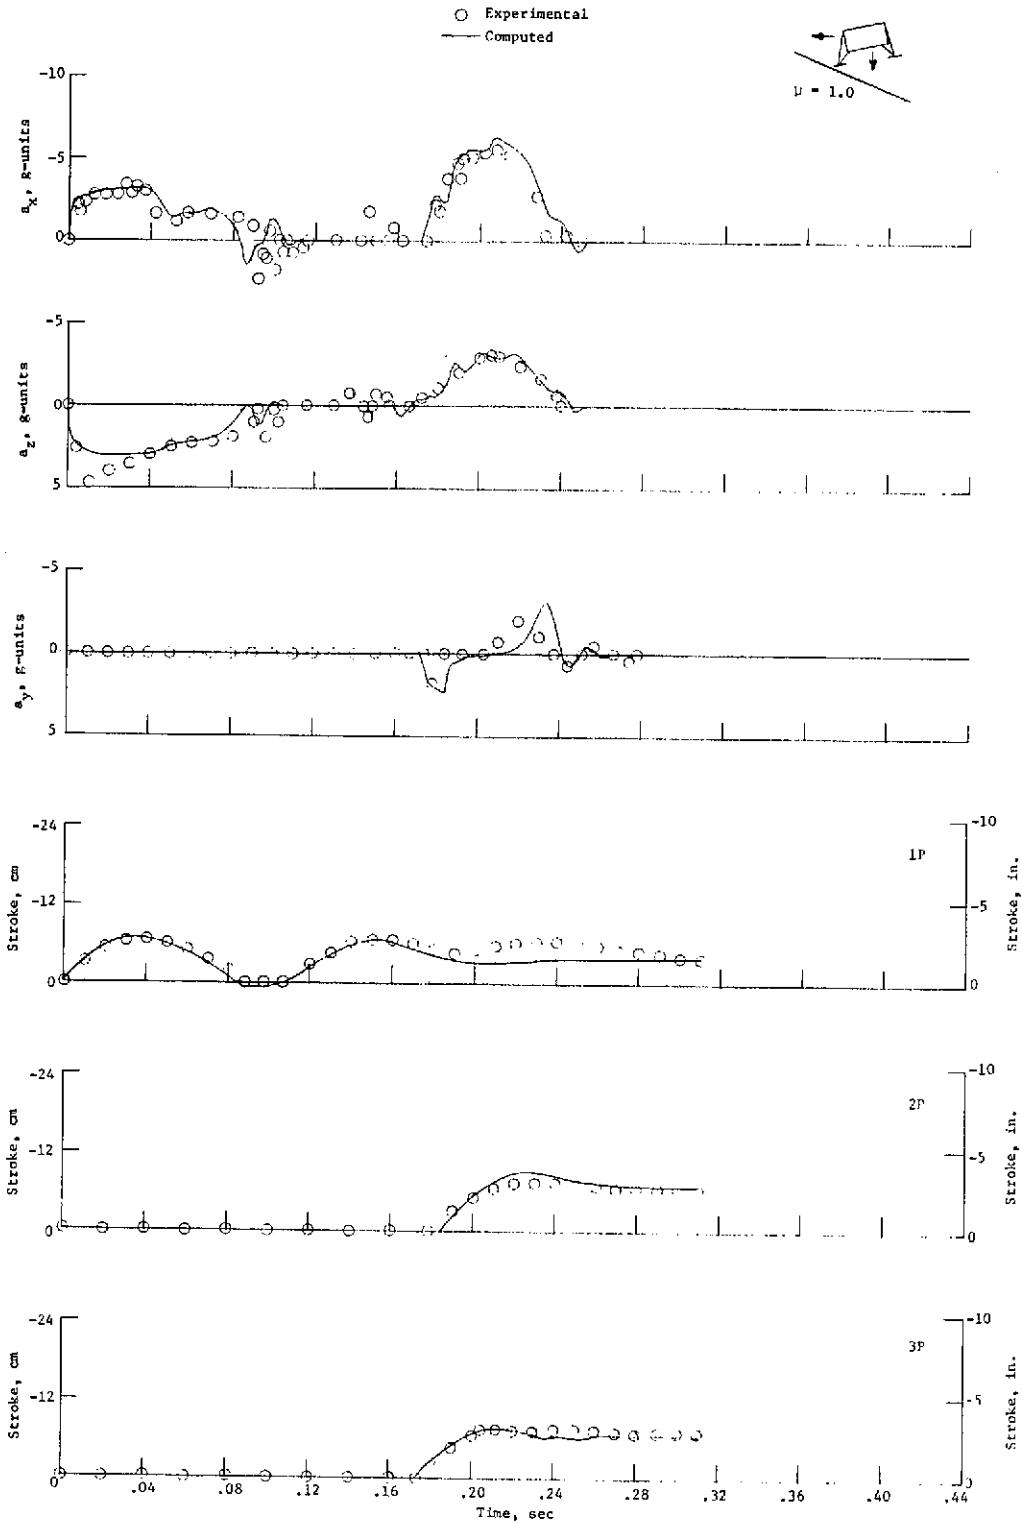 Experimental
Computed
μ = 1.0
-10
-5
0
a_x, g-units
-5
0
5
a_z, g-units
-5
0
5
a_y, g-units
-24
-12
0
Stroke, cm
1P
-10
-5
0
Stroke, in.
-24
-12
0
Stroke, cm
2P
-10
-5
0
Stroke, in.
-24
-12
0
Stroke, cm
3P
-10
-5
0
Stroke, in.
.04 .08 .12 .16 .20 .24 .28 .32 .36 .40 .44
Time, sec